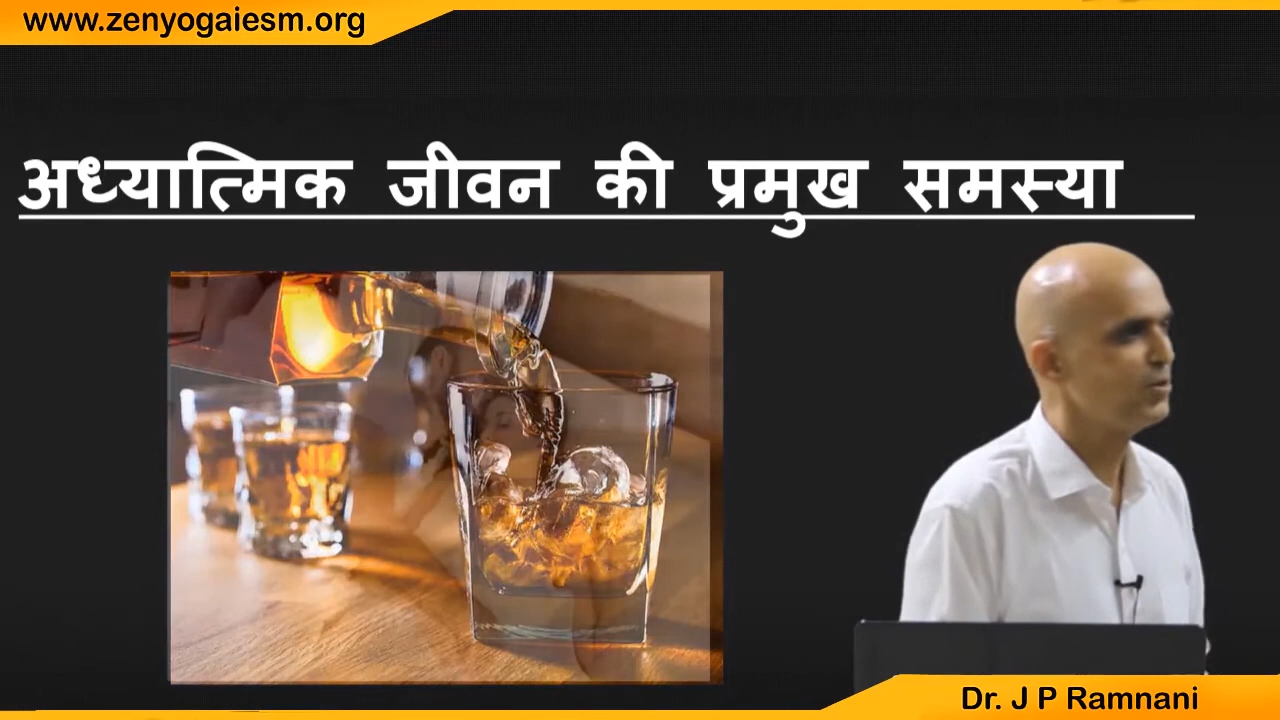 www.zenyogaiesm.org
अध्यात्मिक जीवन की प्रमुख समस्या
Dr. J P Ramnani